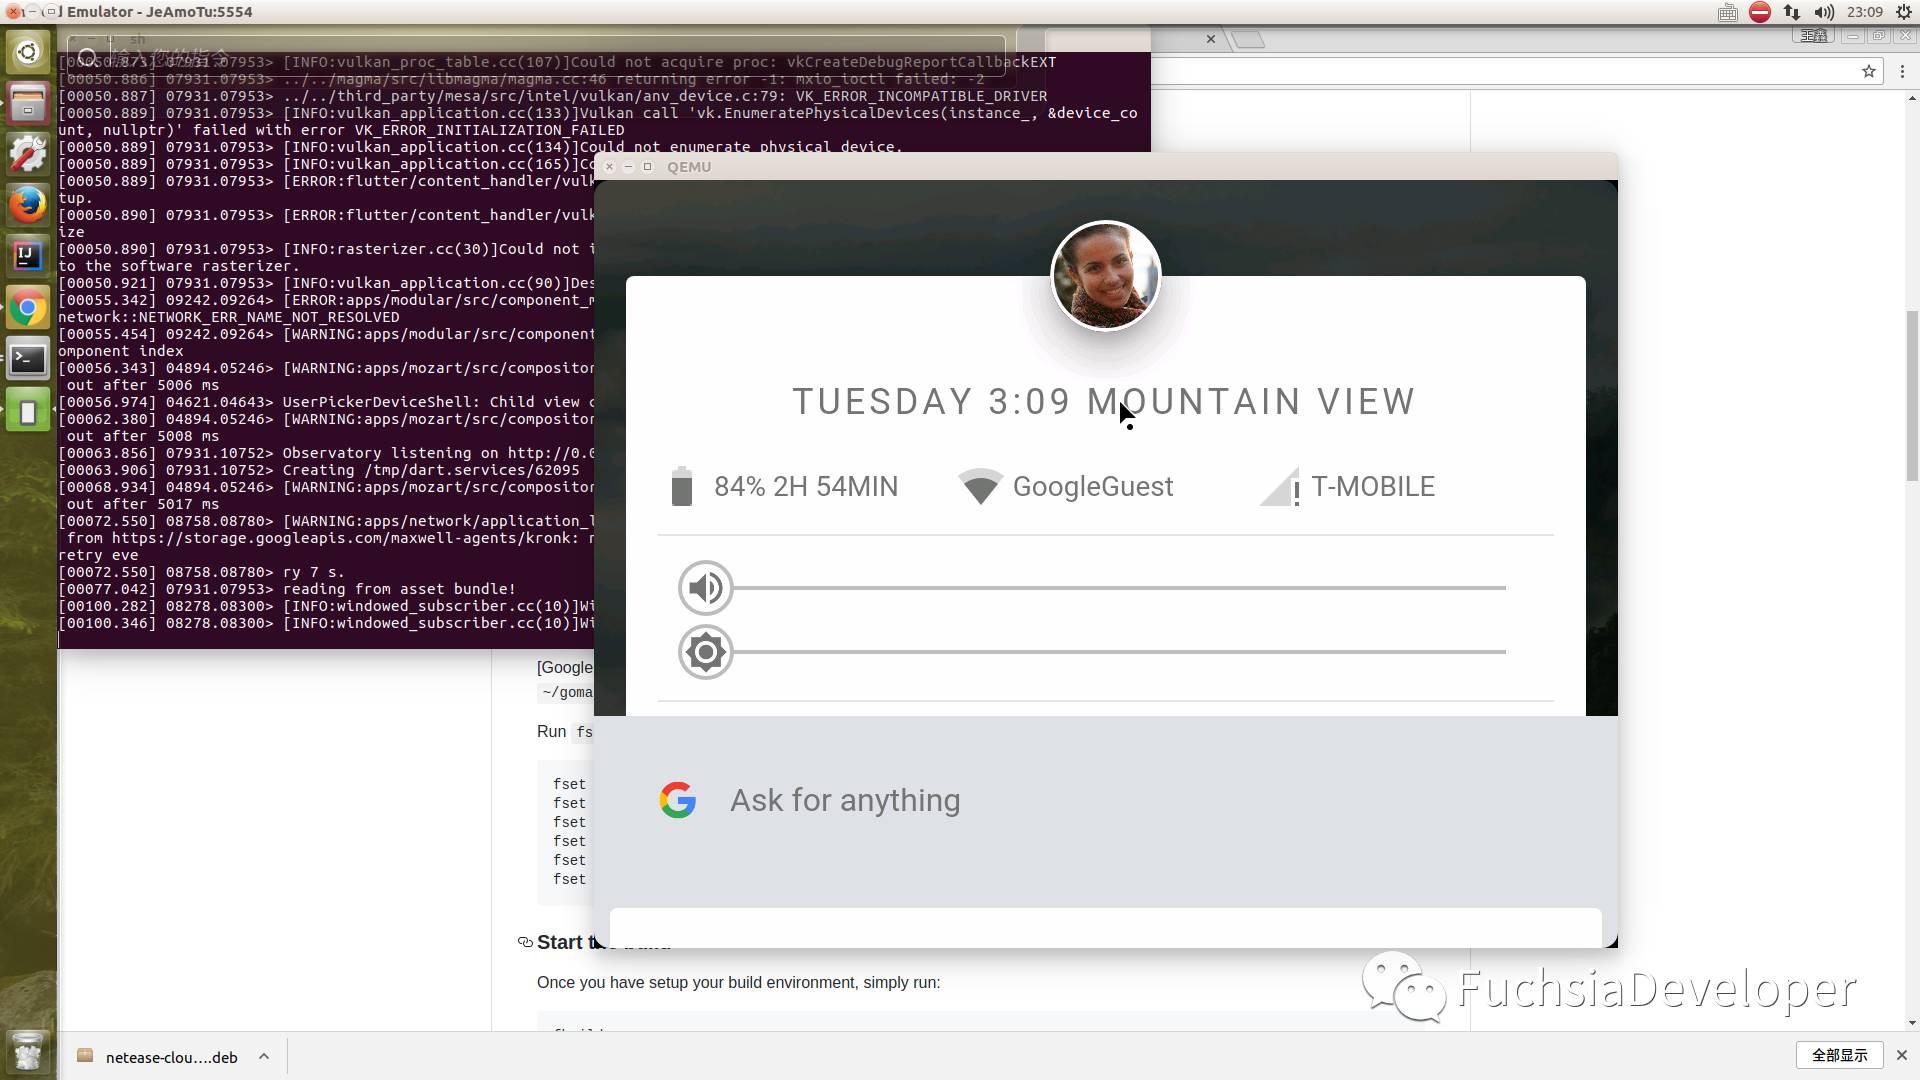 Emulator - JeAmoTu:5554
23:09
sh
输入您的指令
[00050.873] 07931.07953> [INFO:vulkan_proc_table.cc(107)]Could not acquire proc: vkCreateDebugReportCallbackEXT
[00050.886] 07931.07953> ../../magma/src/libmagma/magma.cc:46 returning error -1: mxio_ioctl failed: -2
[00050.887] 07931.07953> ../../third_party/mesa/src/intel/vulkan/anv_device.c:79: VK_ERROR_INCOMPATIBLE_DRIVER
[00050.889] 07931.07953> [INFO:vulkan_application.cc(133)]Vulkan call 'vk.EnumeratePhysicalDevices(instance_, &device_co
unt, nullptr)' failed with error VK_ERROR_INITIALIZATION_FAILED
[00050.889] 07931.07953> [INFO:vulkan_application.cc(134)]Could not enumerate physical device.
[00050.889] 07931.07953> [INFO:vulkan_application.cc(165)]Co
[00050.889] 07931.07953> [ERROR:flutter/content_handler/vulk
tup.
[00050.890] 07931.07953> [ERROR:flutter/content_handler/vulk
ize
[00050.890] 07931.07953> [INFO:rasterizer.cc(30)]Could not i
to the software rasterizer.
[00050.921] 07931.07953> [INFO:vulkan_application.cc(90)]Des
[00055.342] 09242.09264> [ERROR:apps/modular/src/component_m
network::NETWORK_ERR_NAME_NOT_RESOLVED
[00055.454] 09242.09264> [WARNING:apps/modular/src/component
omponent index
[00056.343] 04894.05246> [WARNING:apps/mozart/src/compositor
out after 5006 ms
[00056.974] 04621.04643> UserPickerDeviceShell: Child view c
[00062.380] 04894.05246> [WARNING:apps/mozart/src/compositor
out after 5008 ms
[00063.856] 07931.10752> Observatory listening on http://0.0
[00063.906] 07931.10752> Creating /tmp/dart.services/62095
[00068.934] 04894.05246> [WARNING:apps/mozart/src/compositor
out after 5017 ms
[00072.550] 08758.08780> [WARNING:apps/network/application_l
from https://storage.googleapis.com/maxwell-agents/kronk: n
retry eve
[00072.550] 08758.08780> ry 7 s.
[00077.042] 07931.07953> reading from asset bundle!
[00100.282] 08278.08300> [INFO:windowed_subscriber.cc(10)]Wi
[00100.346] 08278.08300> [INFO:windowed_subscriber.cc(10)]Wi
QEMU
TUESDAY 3:09 MOUNTAIN VIEW
84% 2H 54MIN
GoogleGuest
T-MOBILE
Ask for anything
[Google
~/goma
Run fs
fset
fset
fset
fset
fset
fset
Start
Once you have setup your build environment, simply run:
FuchsiaDeveloper
netease-clou....deb
全部显示